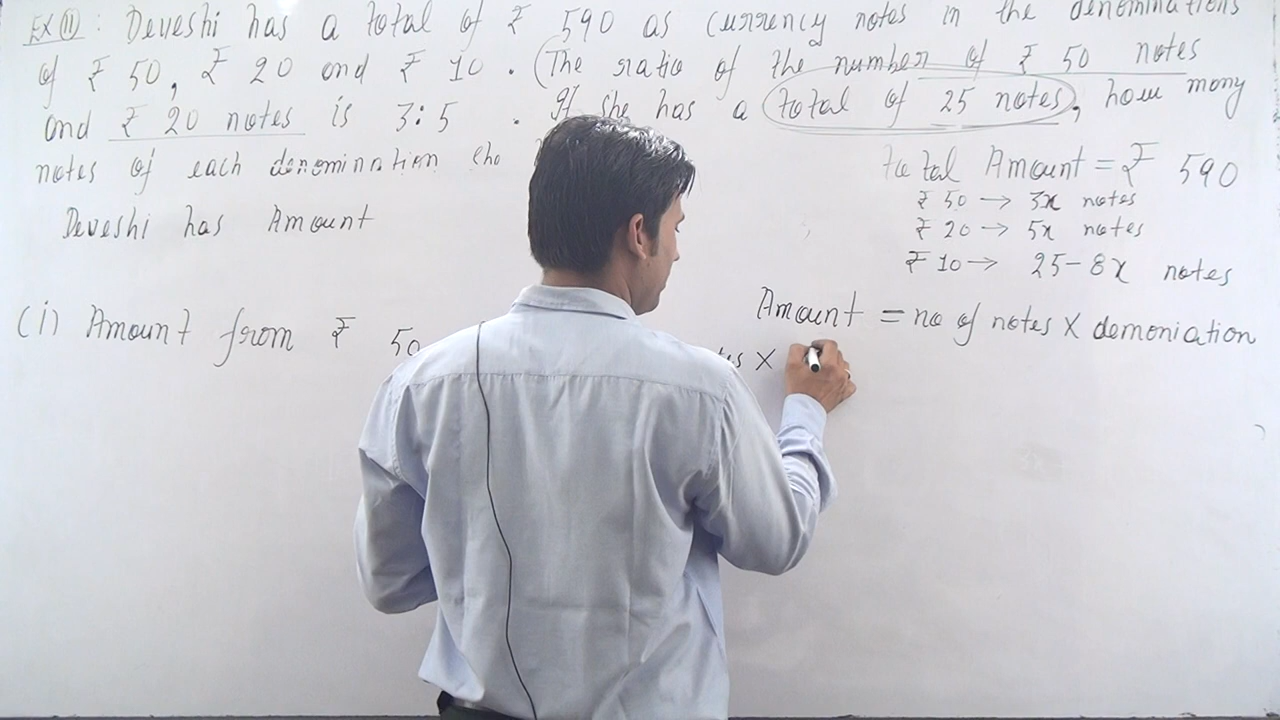 EX (11) : Deveshi has a total of ₹ 590 as currency notes in the denominations
of ₹ 50, ₹ 20 and ₹ 10 . (The ratio of the number of ₹ 50 notes
and ₹ 20 notes is 3:5 . If she has a total of 25 notes, how many
notes of each denomination
total Amount = ₹ 590
₹ 50 → 3x notes
Deveshi has Amount
₹ 20 → 5x notes
₹ 10 → 25-8x notes
Amount = no of notes X demoniation
(i) Amount from ₹ 50
X